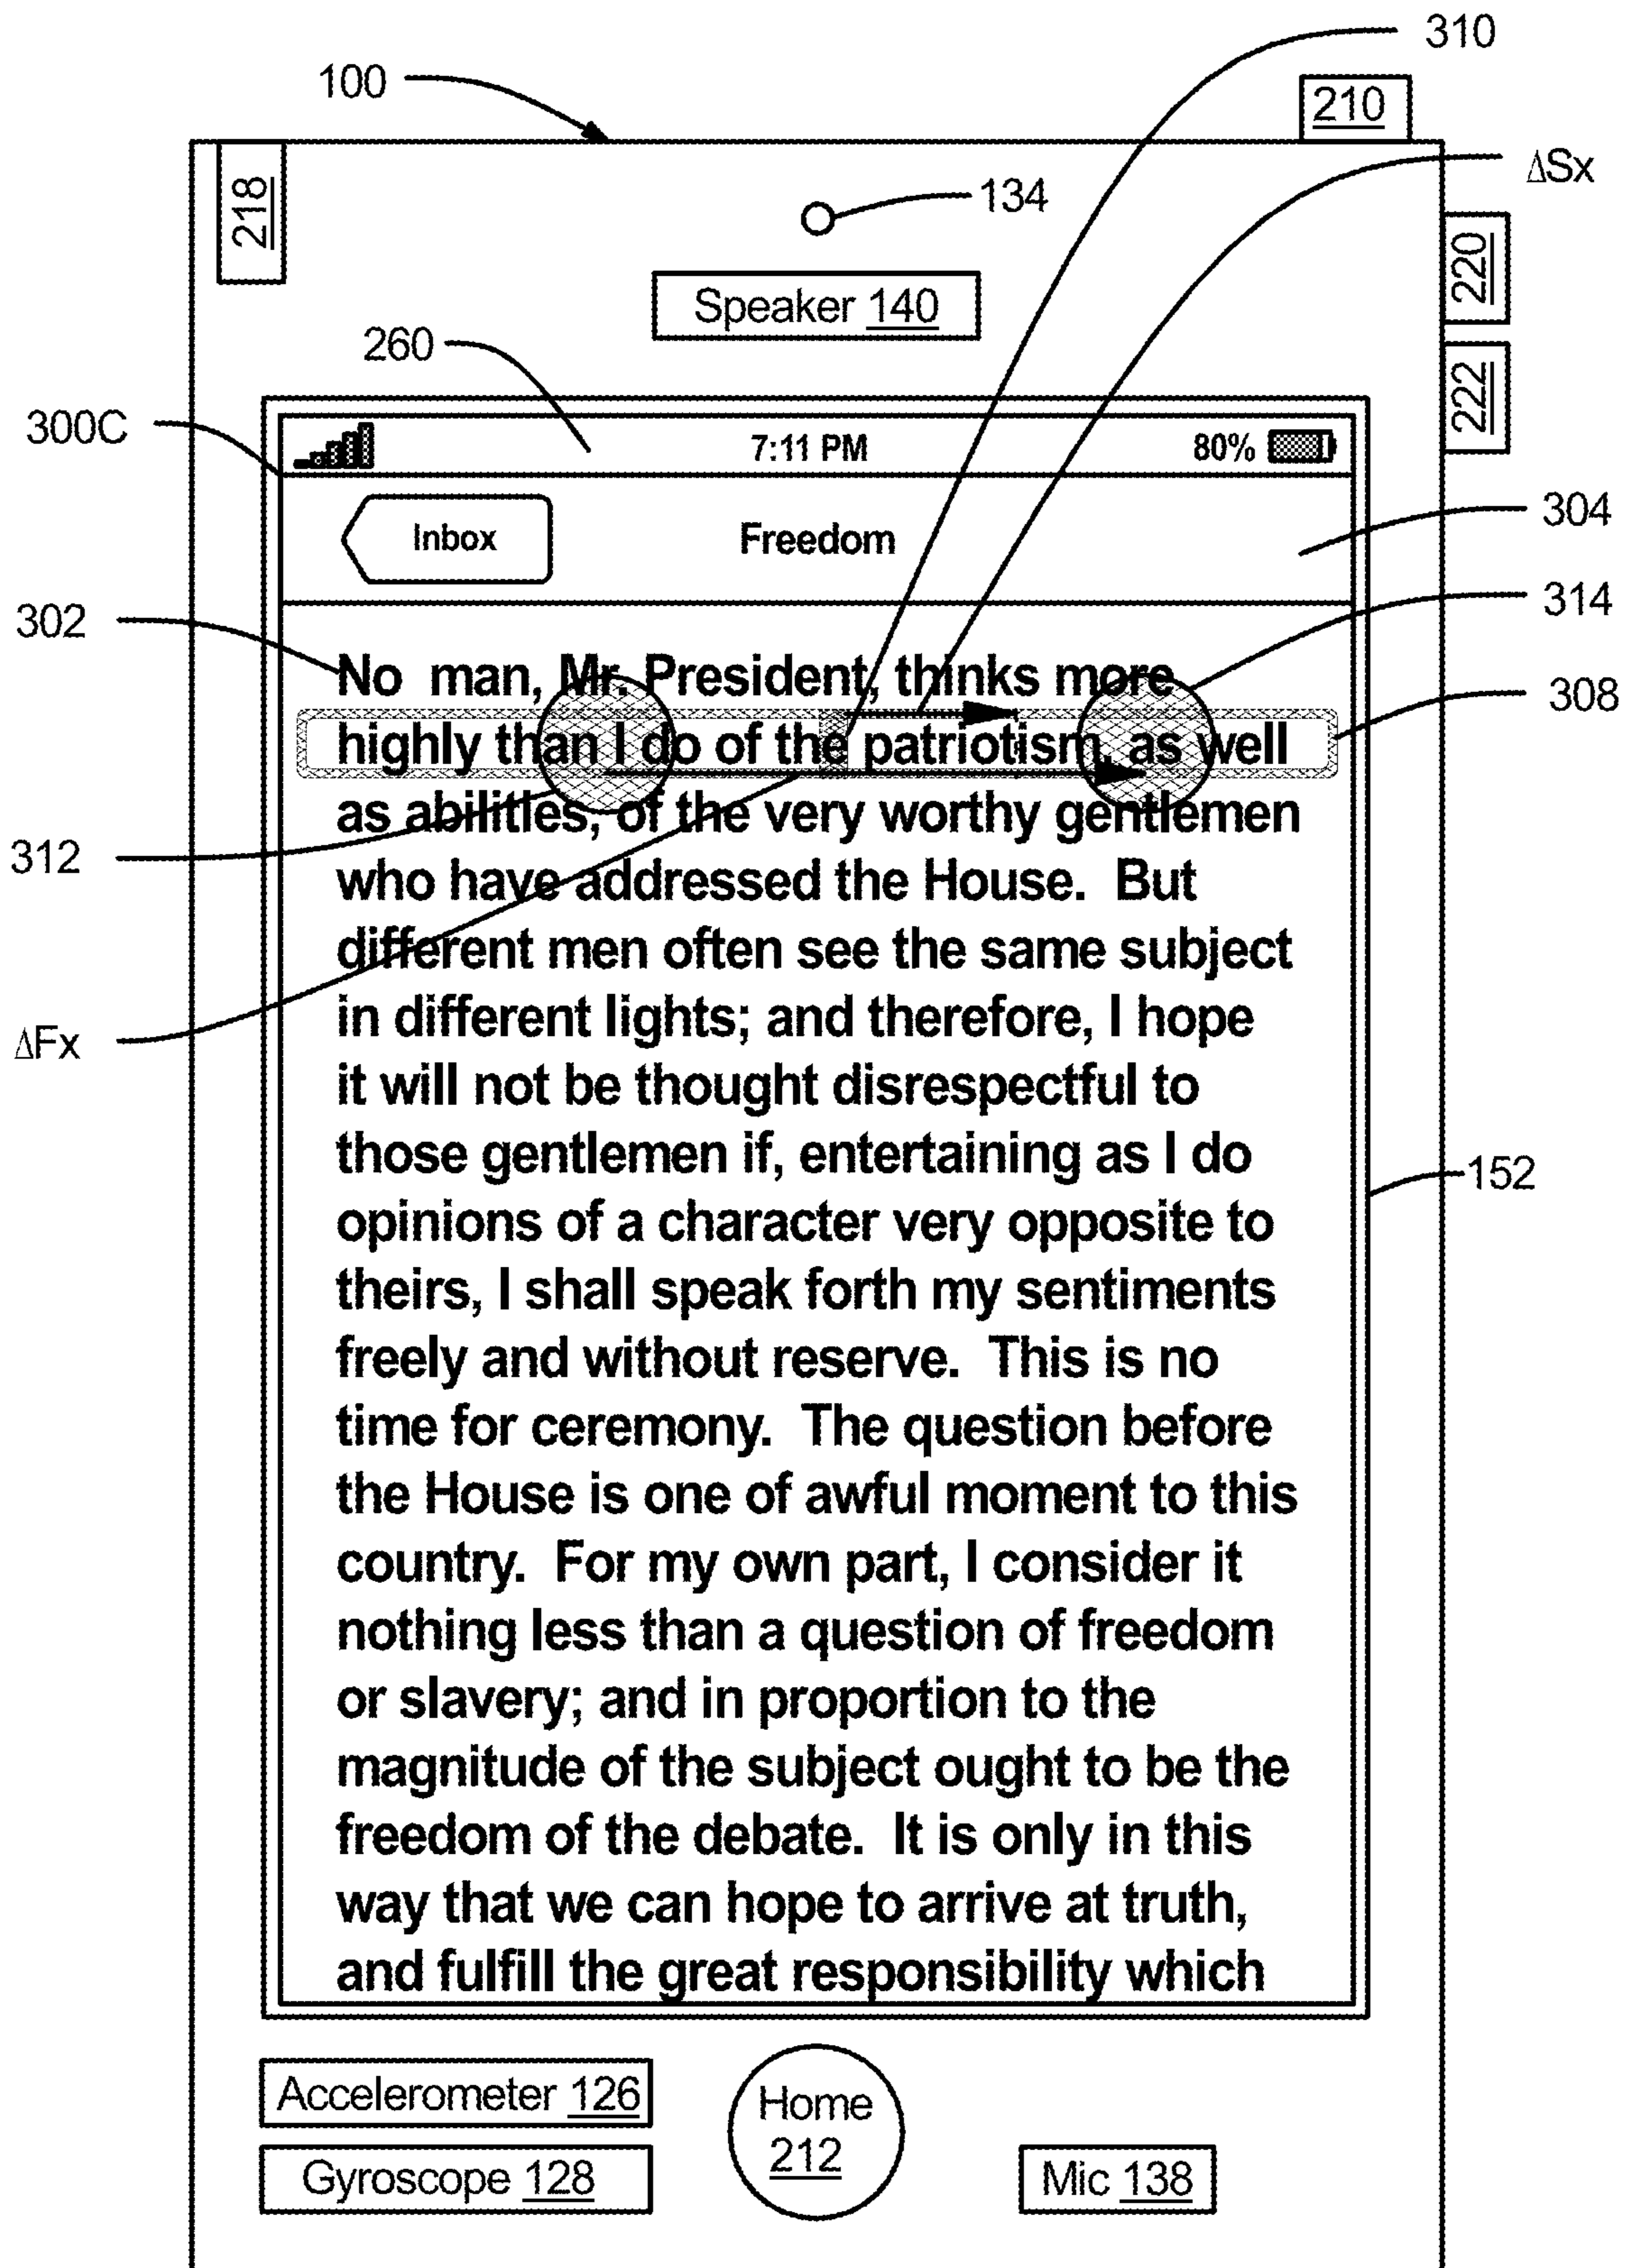 310
100
210
ΔSx
218
134
220
Speaker 140
260
222
300C
7:11 PM
80%
304
Inbox
Freedom
314
302
308
No man, Mr. President, thinks more
highly than I do of the patriotism, as well
as abilities, of the very worthy gentlemen
312
who have addressed the House. But
different men often see the same subject
in different lights; and therefore, I hope
ΔFx
it will not be thought disrespectful to
those gentlemen if, entertaining as I do
152
opinions of a character very opposite to
theirs, I shall speak forth my sentiments
freely and without reserve. This is no
time for ceremony. The question before
the House is one of awful moment to this
country. For my own part, I consider it
nothing less than a question of freedom
or slavery; and in proportion to the
magnitude of the subject ought to be the
freedom of the debate. It is only in this
way that we can hope to arrive at truth,
and fulfill the great responsibility which
Accelerometer 126
Home
212
Gyroscope 128
Mic 138